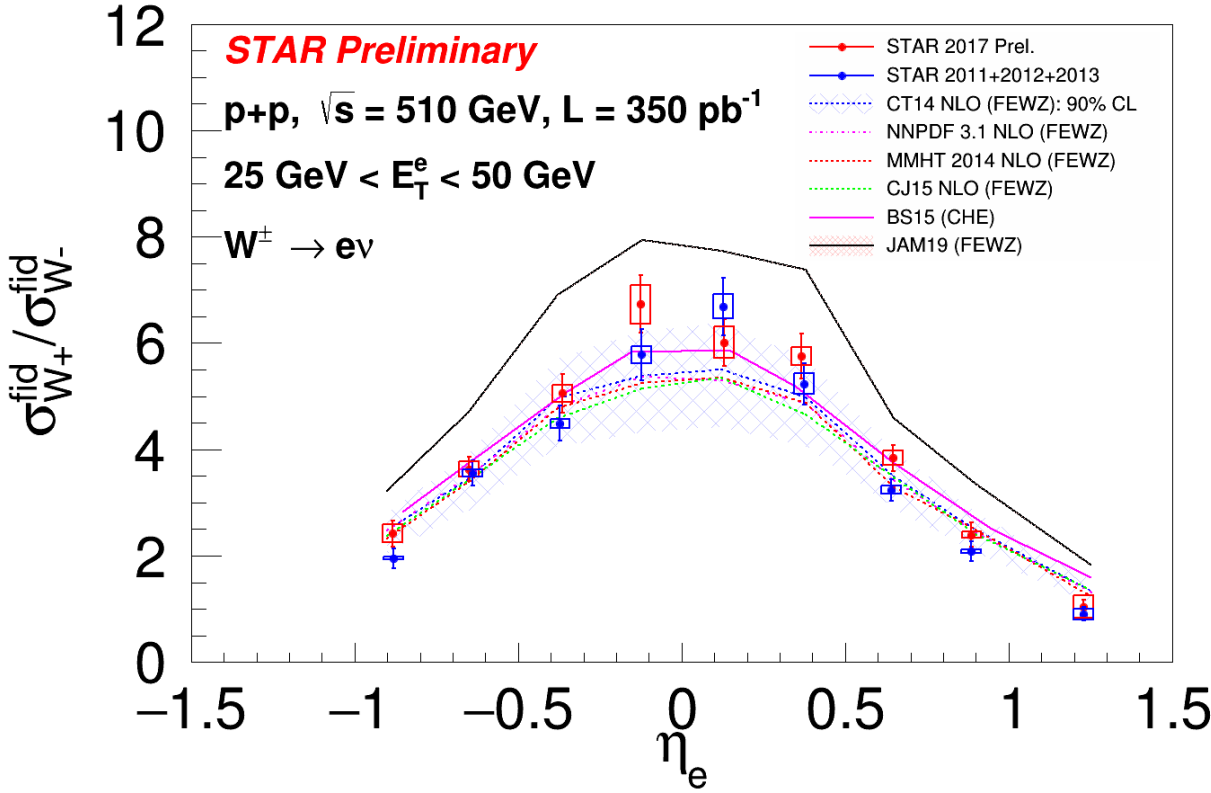 12
10
8
6
4
2
0
σ^fid_W+/σ^fid_W-
STAR Preliminary
p+p, √s = 510 GeV, L = 350 pb⁻¹
25 GeV < E^e_T < 50 GeV
W± → eν
STAR 2017 Prel.
STAR 2011+2012+2013
CT14 NLO (FEWZ): 90% CL
NNPDF 3.1 NLO (FEWZ)
MMHT 2014 NLO (FEWZ)
CJ15 NLO (FEWZ)
BS15 (CHE)
JAM19 (FEWZ)
−1.5 −1 −0.5 0 0.5 1 1.5
η_e